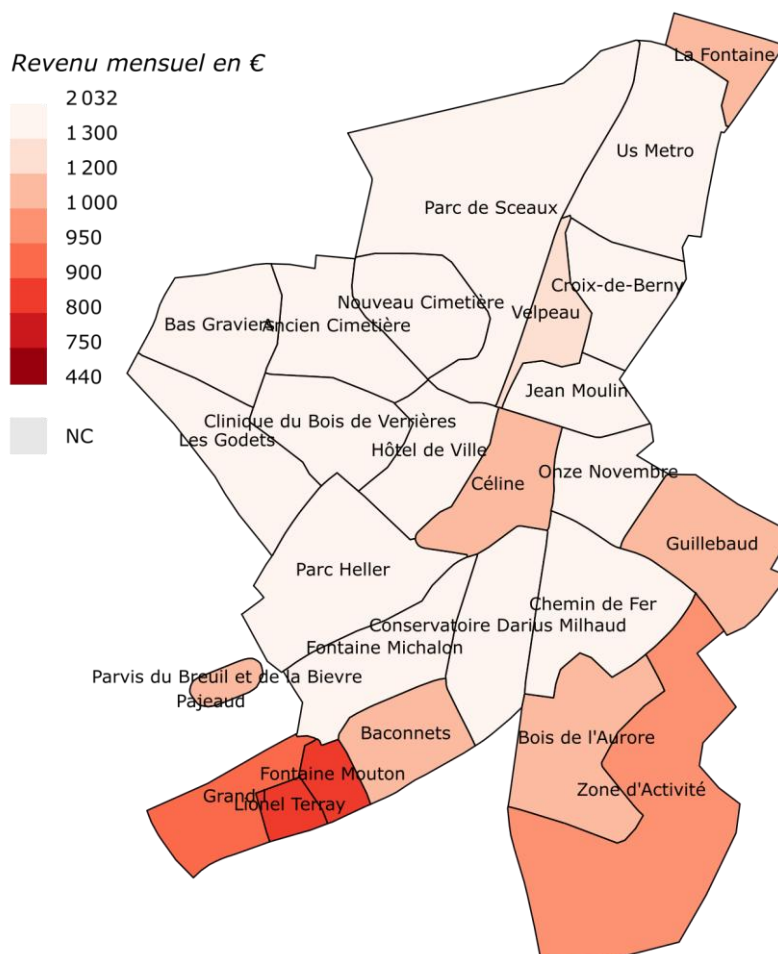 Revenu mensuel en €
2 032
1 300
1 200
1 000
950
900
800
750
440
NC
La Fontaine
Us Metro
Parc de Sceaux
Croix-de-Berny
Nouveau Cimetière
Velpeau
Bas Graviers
Ancien Cimetière
Jean Moulin
Clinique du Bois de Verrières
Les Godets
Hôtel de Ville
Onze Novembre
Céline
Guillebaud
Parc Heller
Chemin de Fer
Conservatoire Darius Milhaud
Fontaine Michalon
Parvis du Breuil et de la Bievre
Pajeaud
Baconnets
Bois de l'Aurore
Fontaine Mouton
Zone d'Activité
Lionel Terray